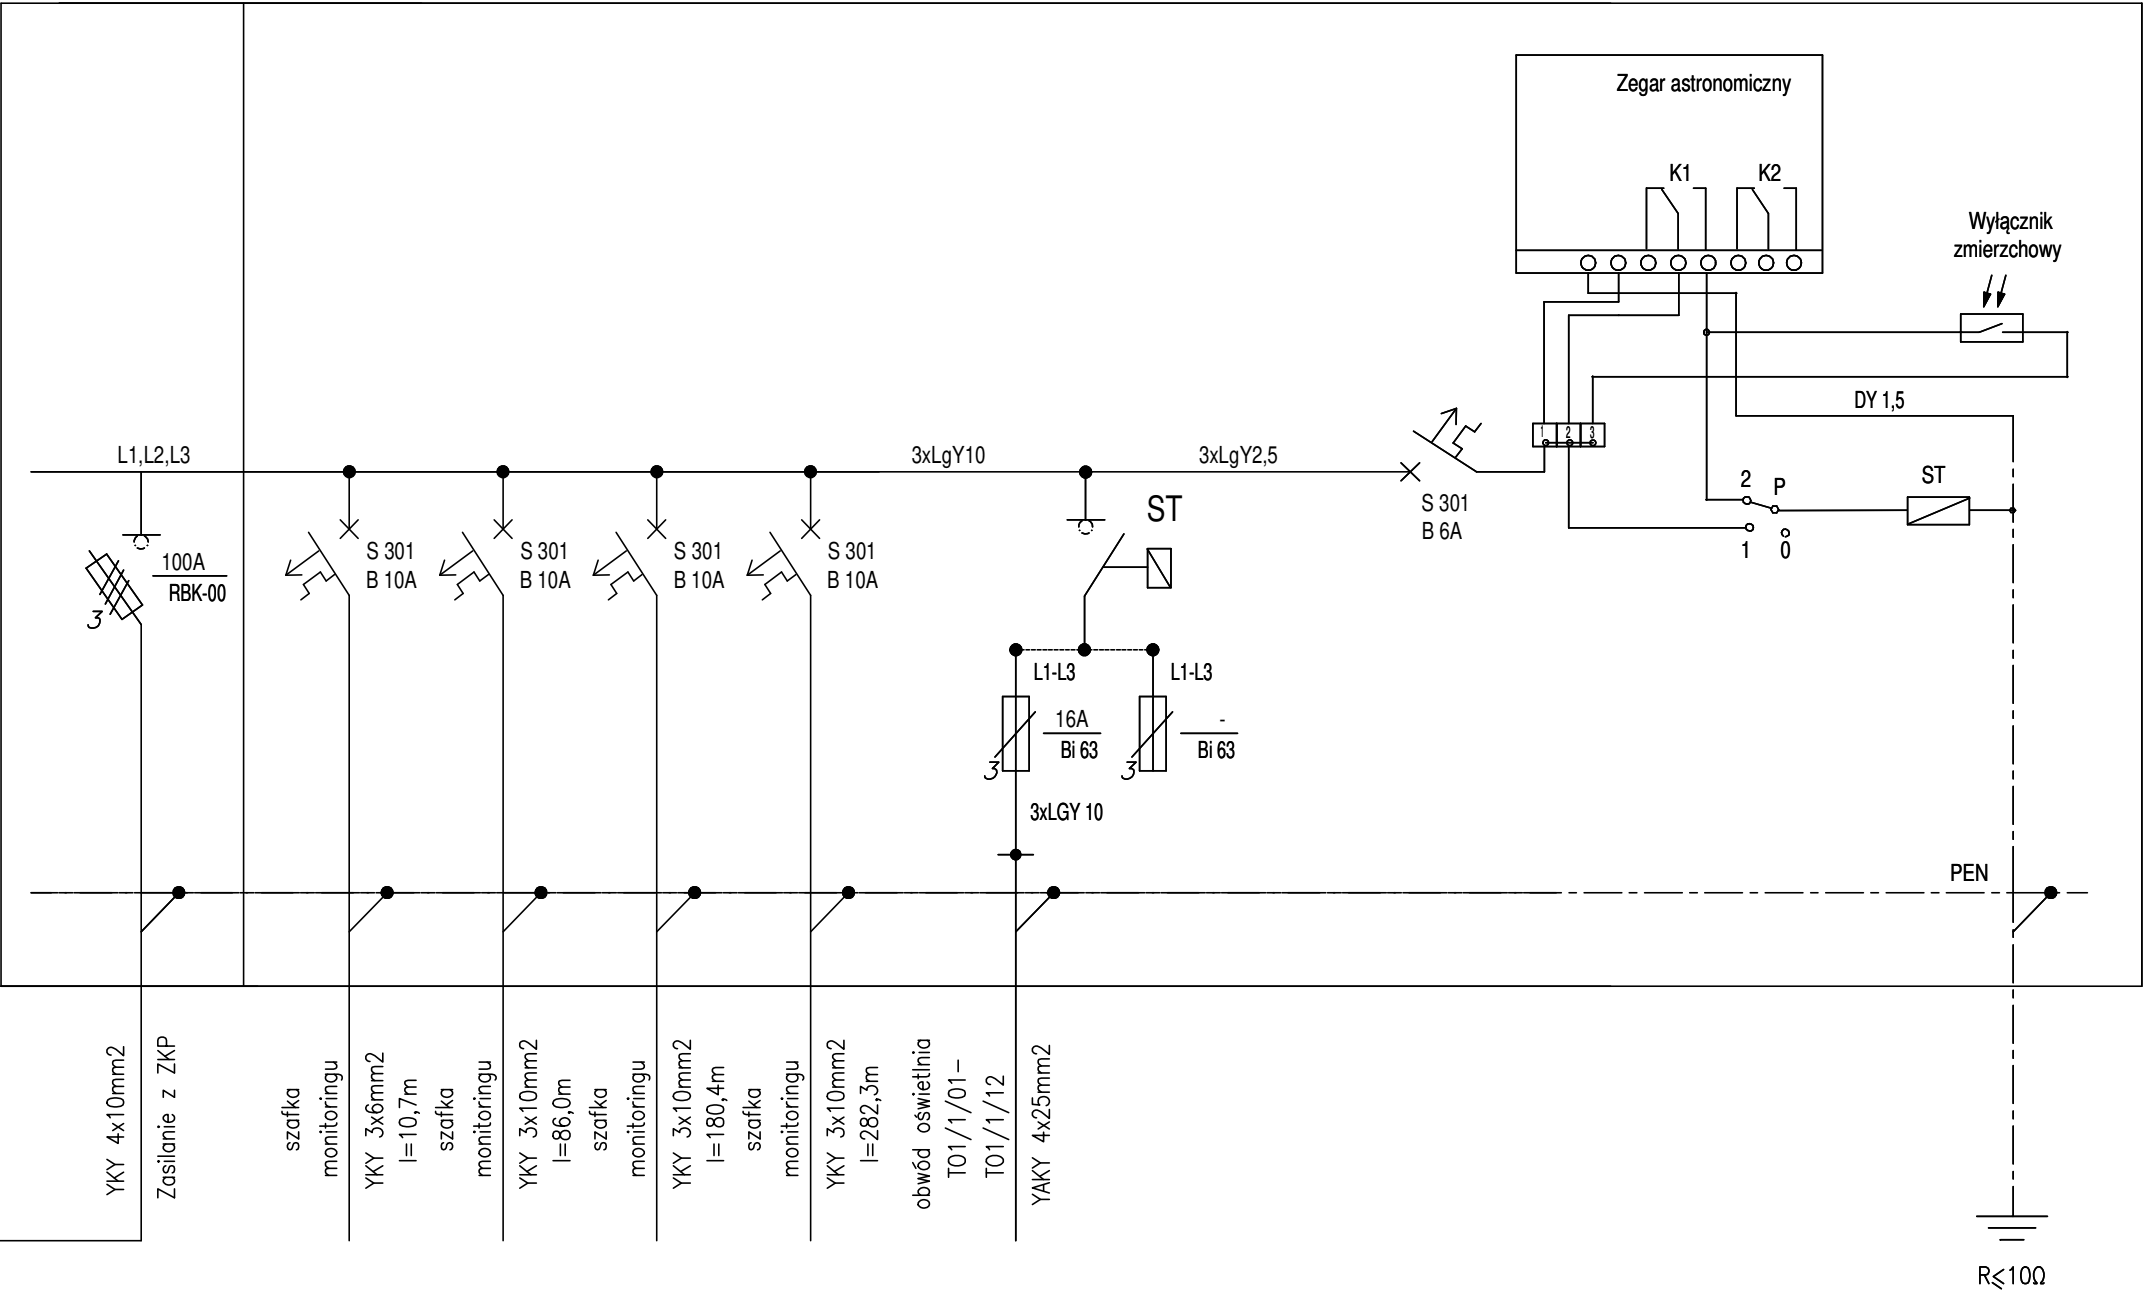 Zegar astronomiczny
K1
K2
Wyłącznik
zmierzchowy
DY 1,5
L1,L2,L3
3xLgY10
3xLgY2,5
1
2
3
S 301
B 6A
2
P
1
0
ST
ST
100A
RBK-00
3
S 301
B 10A
S 301
B 10A
S 301
B 10A
S 301
B 10A
L1-L3
L1-L3
16A
Bi 63
3
-
Bi 63
3
3xLGY 10
PEN
YKY 4x10mm2
Zasilanie z ZKP
szafka
monitoringu
YKY 3x6mm2
l=10,7m
szafka
monitoringu
YKY 3x10mm2
l=86,0m
szafka
monitoringu
YKY 3x10mm2
l=180,4m
szafka
monitoringu
YKY 3x10mm2
l=282,3m
obwód oświetlnia
TO1/1/01-
TO1/1/12
YAKY 4x25mm2
R⩽10Ω